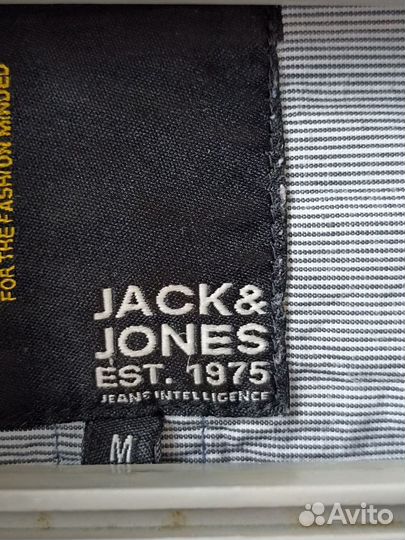 FOR THE FASHION MINDED
JACK&
JONES
EST. 1975
JEANS INTELLIGENCE
M
Avito